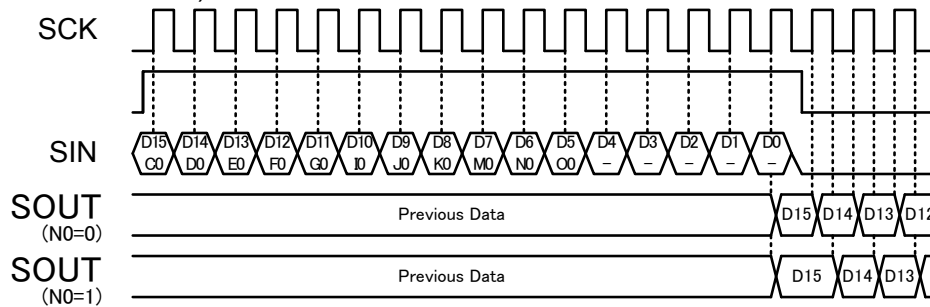 SCK
SIN
D15 D14 D13 D12 D11 D10 D9 D8 D7 D6 D5 D4 D3 D2 D1 D0
C0 D0 E0 F0 G0 I0 J0 K0 M0 N0 O0 - - - - -
SOUT
(N0=0)
Previous Data
D15 D14 D13 D12
SOUT
(N0=1)
Previous Data
D15 D14 D13